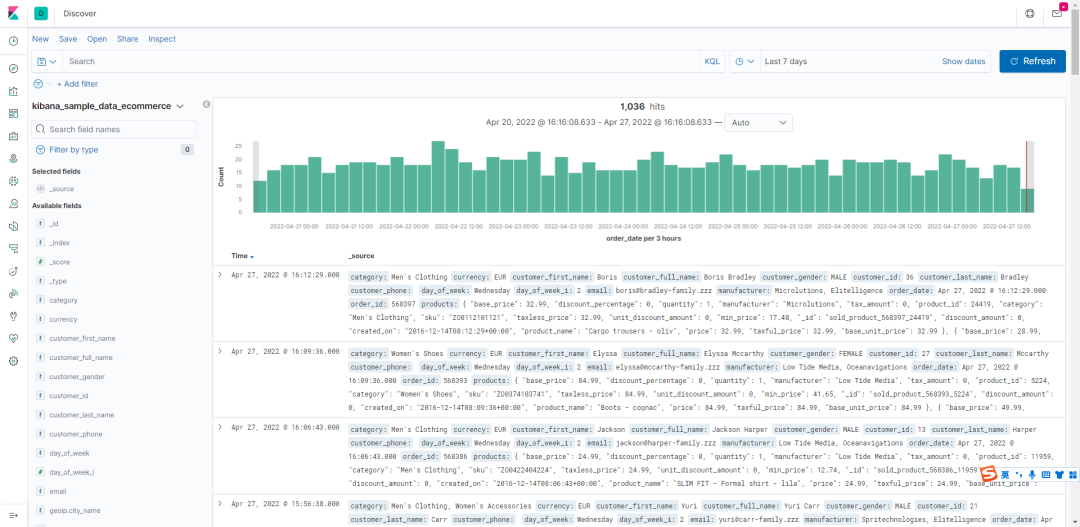 D Discover
New Save Open Share Inspect
Search KQL Last 7 days Show dates Refresh
+ Add filter
kibana_sample_data_ecommerce
Search field names
Filter by type 0
Selected fields
_source
Available fields
t _id
t _index
# _score
t _type
t category
t currency
t customer_first_name
t customer_full_name
t customer_gender
t customer_id
t customer_last_name
t customer_phone
t day_of_week
# day_of_week_i
t email
t geoip.city_name
1,036 hits
Apr 20, 2022 @ 16:16:08.633 - Apr 27, 2022 @ 16:16:08.633 — Auto
Count
25
20
15
10
5
0
2022-04-21 00:00 2022-04-21 12:00 2022-04-22 00:00 2022-04-22 12:00 2022-04-23 00:00 2022-04-23 12:00 2022-04-24 00:00 2022-04-24 12:00 2022-04-25 00:00 2022-04-25 12:00 2022-04-26 00:00 2022-04-26 12:00 2022-04-27 00:00 2022-04-27 12:00
order_date per 3 hours
Time _source
Apr 27, 2022 @ 16:12:29.000 category: Men's Clothing currency: EUR customer_first_name: Boris customer_full_name: Boris Bradley customer_gender: MALE customer_id: 36 customer_last_name: Bradley
customer_phone: day_of_week: Wednesday day_of_week_i: 2 email: boris@bradley-family.zzz manufacturer: Microlutions, Elitelligence order_date: Apr 27, 2022 @ 16:12:29.000
order_id: 568397 products: { "base_price": 32.99, "discount_percentage": 0, "quantity": 1, "manufacturer": "Microlutions", "tax_amount": 0, "product_id": 24419, "category":
"Men's Clothing", "sku": "ZO0112101121", "taxless_price": 32.99, "unit_discount_amount": 0, "min_price": 17.48, "_id": "sold_product_568397_24419", "discount_amount": 0,
"created_on": "2016-12-14T08:12:29+00:00", "product_name": "Cargo trousers - oliv", "price": 32.99, "taxful_price": 32.99, "base_unit_price": 32.99 }, { "base_price": 28.99,
Apr 27, 2022 @ 16:09:36.000 category: Women's Shoes currency: EUR customer_first_name: Elyssa customer_full_name: Elyssa Mccarthy customer_gender: FEMALE customer_id: 27 customer_last_name: Mccarthy
customer_phone: day_of_week: Wednesday day_of_week_i: 2 email: elyssa@mccarthy-family.zzz manufacturer: Low Tide Media, Oceanavigations order_date: Apr 27, 2022 @
16:09:36.000 order_id: 568393 products: { "base_price": 84.99, "discount_percentage": 0, "quantity": 1, "manufacturer": "Low Tide Media", "tax_amount": 0, "product_id": 5224,
"category": "Women's Shoes", "sku": "ZO0374103741", "taxless_price": 84.99, "unit_discount_amount": 0, "min_price": 41.65, "_id": "sold_product_568393_5224", "discount_amount":
0, "created_on": "2016-12-14T08:09:36+00:00", "product_name": "Boots - cognac", "price": 84.99, "taxful_price": 84.99, "base_unit_price": 84.99 }, { "base_price": 49.99,
Apr 27, 2022 @ 16:06:43.000 category: Men's Clothing currency: EUR customer_first_name: Jackson customer_full_name: Jackson Harper customer_gender: MALE customer_id: 13 customer_last_name: Harper
customer_phone: day_of_week: Wednesday day_of_week_i: 2 email: jackson@harper-family.zzz manufacturer: Low Tide Media, Oceanavigations order_date: Apr 27, 2022 @
16:06:43.000 order_id: 568386 products: { "base_price": 24.99, "discount_percentage": 0, "quantity": 1, "manufacturer": "Low Tide Media", "tax_amount": 0, "product_id": 11959,
"category": "Men's Clothing", "sku": "ZO0422404224", "taxless_price": 24.99, "unit_discount_amount": 0, "min_price": 12.74, "_id": "sold_product_568386_11959
"discount_amount": 0, "created_on": "2016-12-14T08:06:43+00:00", "product_name": "SLIM FIT - Formal shirt - lila", "price": 24.99, "taxful_price": 24.99, "base_unit_price":
英
Apr 27, 2022 @ 15:56:38.000 category: Men's Clothing, Women's Accessories currency: EUR customer_first_name: Yuri customer_full_name: Yuri Carr customer_gender: MALE customer_id: 21
customer_last_name: Carr customer_phone: day_of_week: Wednesday day_of_week_i: 2 email: yuri@carr-family.zzz manufacturer: Spritechnologies, Elitelligence order_date: Apr